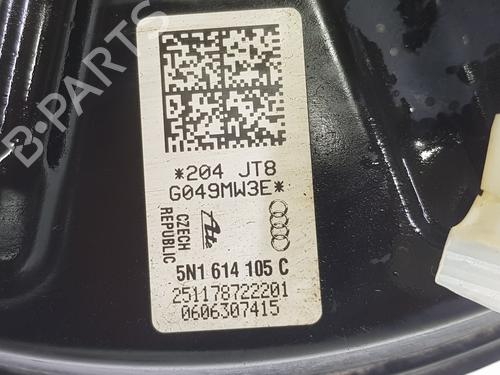 B-PARTS
*204 JT8
G049MW3E*
CZECH
REPUBLIC
Ate
5N1 614 105 C
251178722201
0606307415